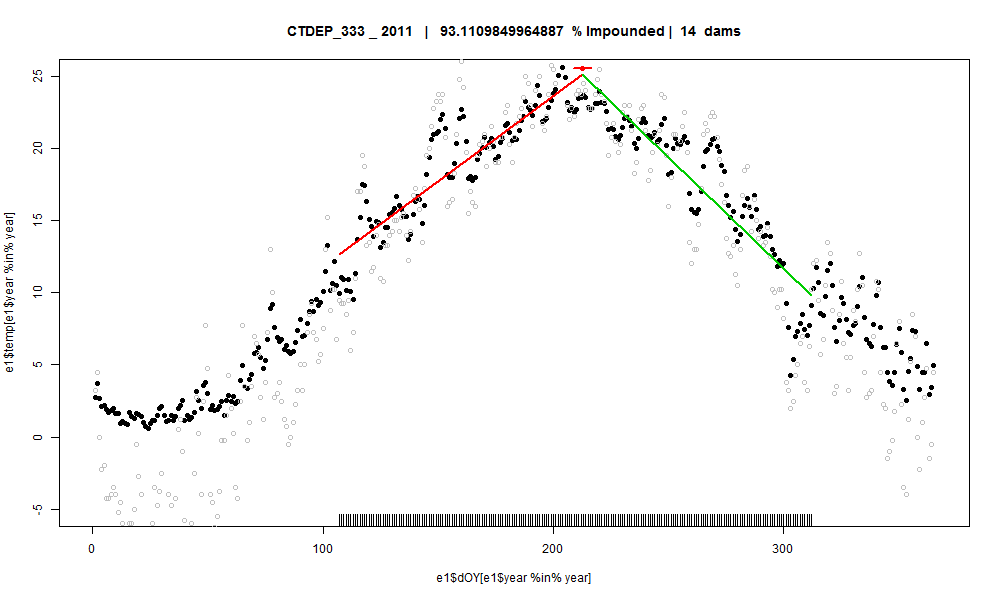 CTDEP_333 _ 2011 | 93.1109849964887 % Impounded | 14 dams
e1$temp[e1$year %in% year]
25
20
15
10
5
0
-5
0 100 200 300
e1$dOY[e1$year %in% year]